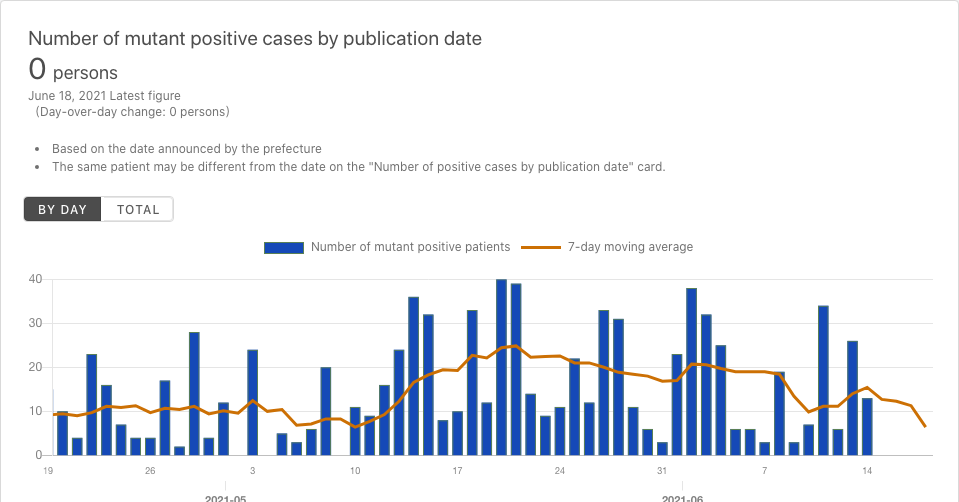 Number of mutant positive cases by publication date
0 persons
June 18, 2021 Latest figure
(Day-over-day change: 0 persons)
• Based on the date announced by the prefecture
• The same patient may be different from the date on the "Number of positive cases by publication date" card.
BY DAY TOTAL
Number of mutant positive patients 7-day moving average
40
30
20
10
0
19 26 3 10 17 24 31 7 14
2021-05 2021-06